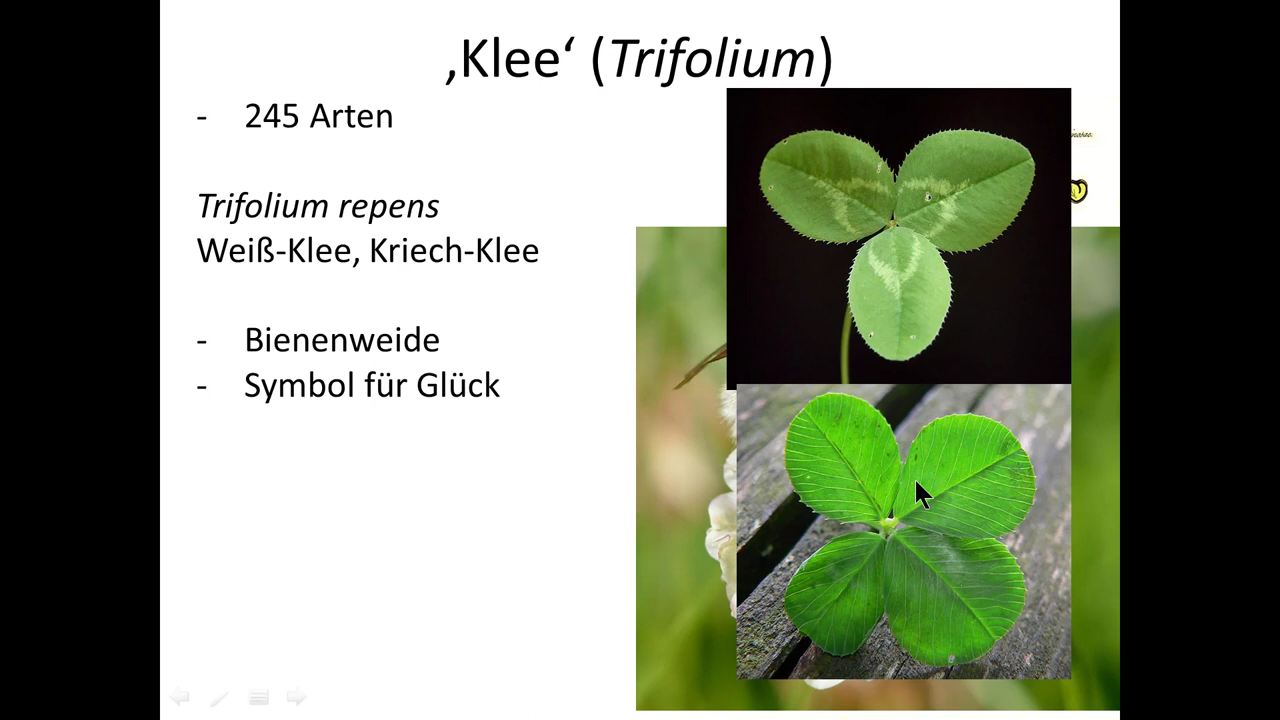 ‚Klee‘ (Trifolium)
- 245 Arten
Trifolium repens
Weiß-Klee, Kriech-Klee
- Bienenweide
- Symbol für Glück